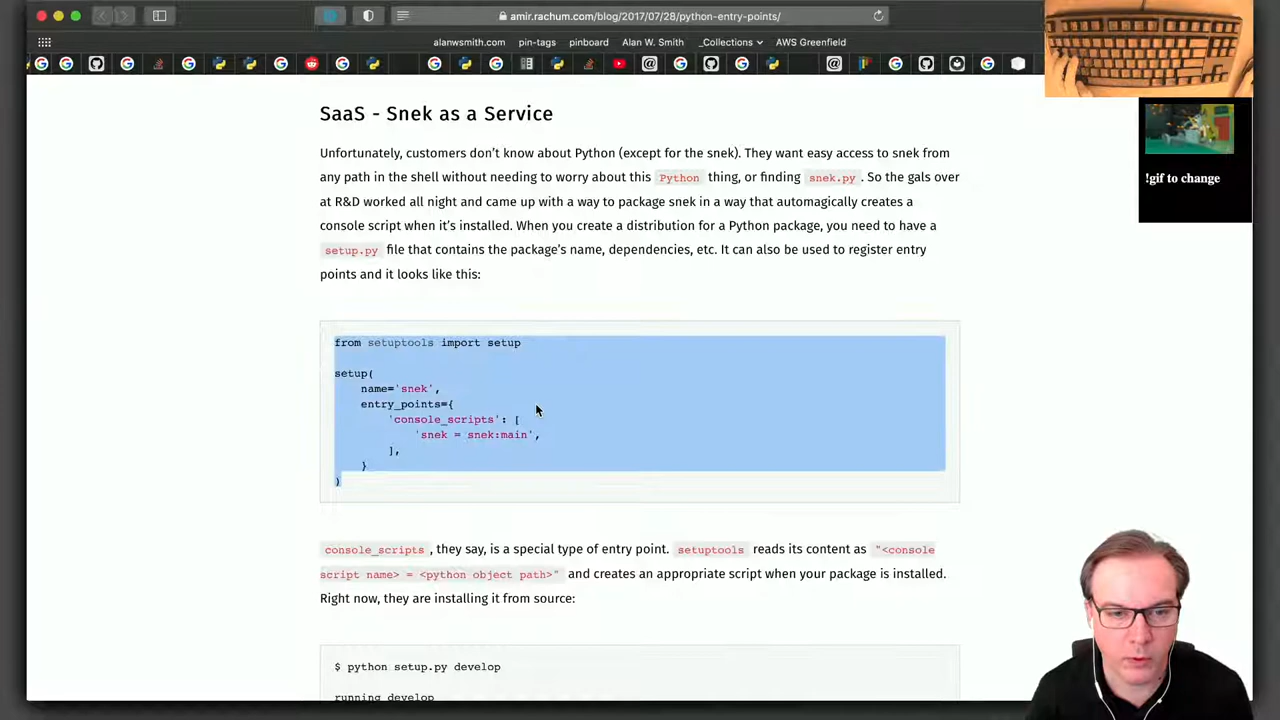 amir.rachum.com/blog/2017/07/28/python-entry-points/
alanwsmith.com pin-tags pinboard Alan W. Smith _Collections AWS Greenfield
SaaS - Snek as a Service
Unfortunately, customers don't know about Python (except for the snek). They want easy access to snek from
any path in the shell without needing to worry about this Python thing, or finding snek.py. So the gals over
at R&D worked all night and came up with a way to package snek in a way that automagically creates a
console script when it's installed. When you create a distribution for a Python package, you need to have a
setup.py file that contains the package's name, dependencies, etc. It can also be used to register entry
points and it looks like this:
from setuptools import setup
setup(
    name='snek',
    entry_points={
        'console_scripts': [
            'snek = snek:main',
        ],
    }
)
console_scripts, they say, is a special type of entry point. setuptools reads its content as "<console
script name> = <python object path>" and creates an appropriate script when your package is installed.
Right now, they are installing it from source:
$ python setup.py develop
running develop
!gif to change